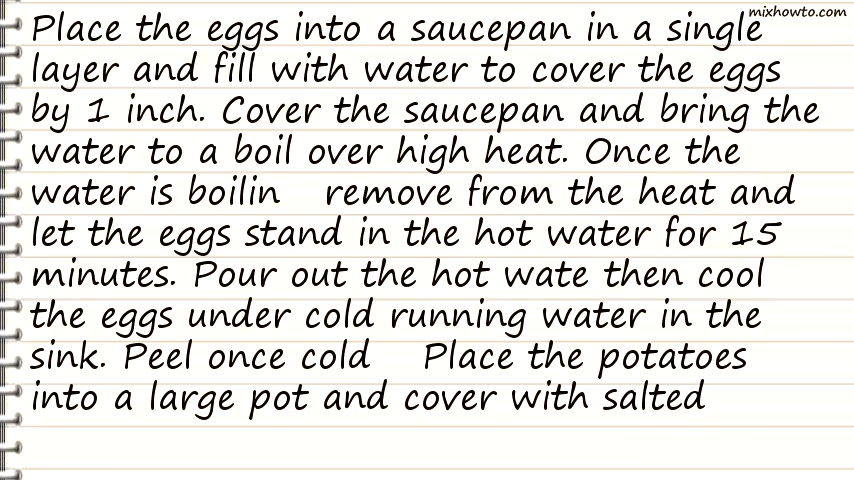 mixhowto.com
Place the eggs into a saucepan in a single
layer and fill with water to cover the eggs
by 1 inch. Cover the saucepan and bring the
water to a boil over high heat. Once the
water is boilin    remove from the heat and
let the eggs stand in the hot water for 15
minutes. Pour out the hot wate then cool
the eggs under cold running water in the
sink. Peel once cold    Place the potatoes
into a large pot and cover with salted